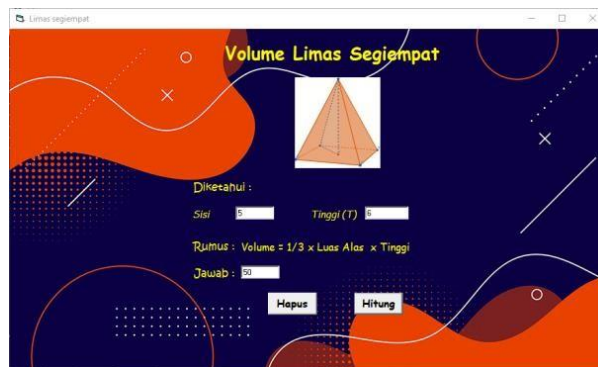 Limas segiempat
Volume Limas Segiempat
Diketahui :
Sisi 5 Tinggi (T) 6
Rumus : Volume = 1/3 x Luas Alas x Tinggi
Jawab : 50
Hapus Hitung